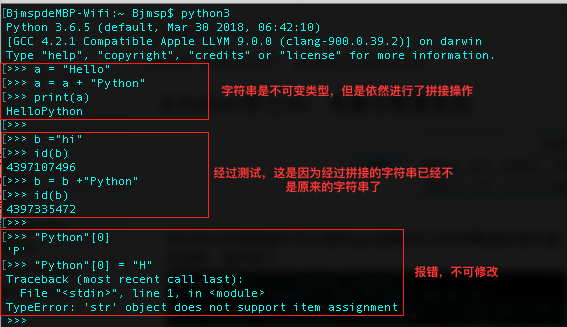 [BjmspdeMBP-Wifi:~ Bjmsp$ python3
Python 3.6.5 (default, Mar 30 2018, 06:42:10)
[GCC 4.2.1 Compatible Apple LLVM 9.0.0 (clang-900.0.39.2)] on darwin
Type "help", "copyright", "credits" or "license" for more information.
[>>> a = "Hello"
[>>> a = a + "Python"
[>>> print(a)
HelloPython
[>>>
字符串是不可变类型，但是依然进行了拼接操作
[>>> b ="hi"
[>>> id(b)
4397107496
[>>> b = b +"Python"
[>>> id(b)
4397335472
[>>>
经过测试，这是因为经过拼接的字符串已经不
是原来的字符串了
[>>> "Python"[0]
'P'
[>>> "Python"[0] = "H"
Traceback (most recent call last):
File "<stdin>", line 1, in <module>
TypeError: 'str' object does not support item assignment
>>>
报错，不可修改